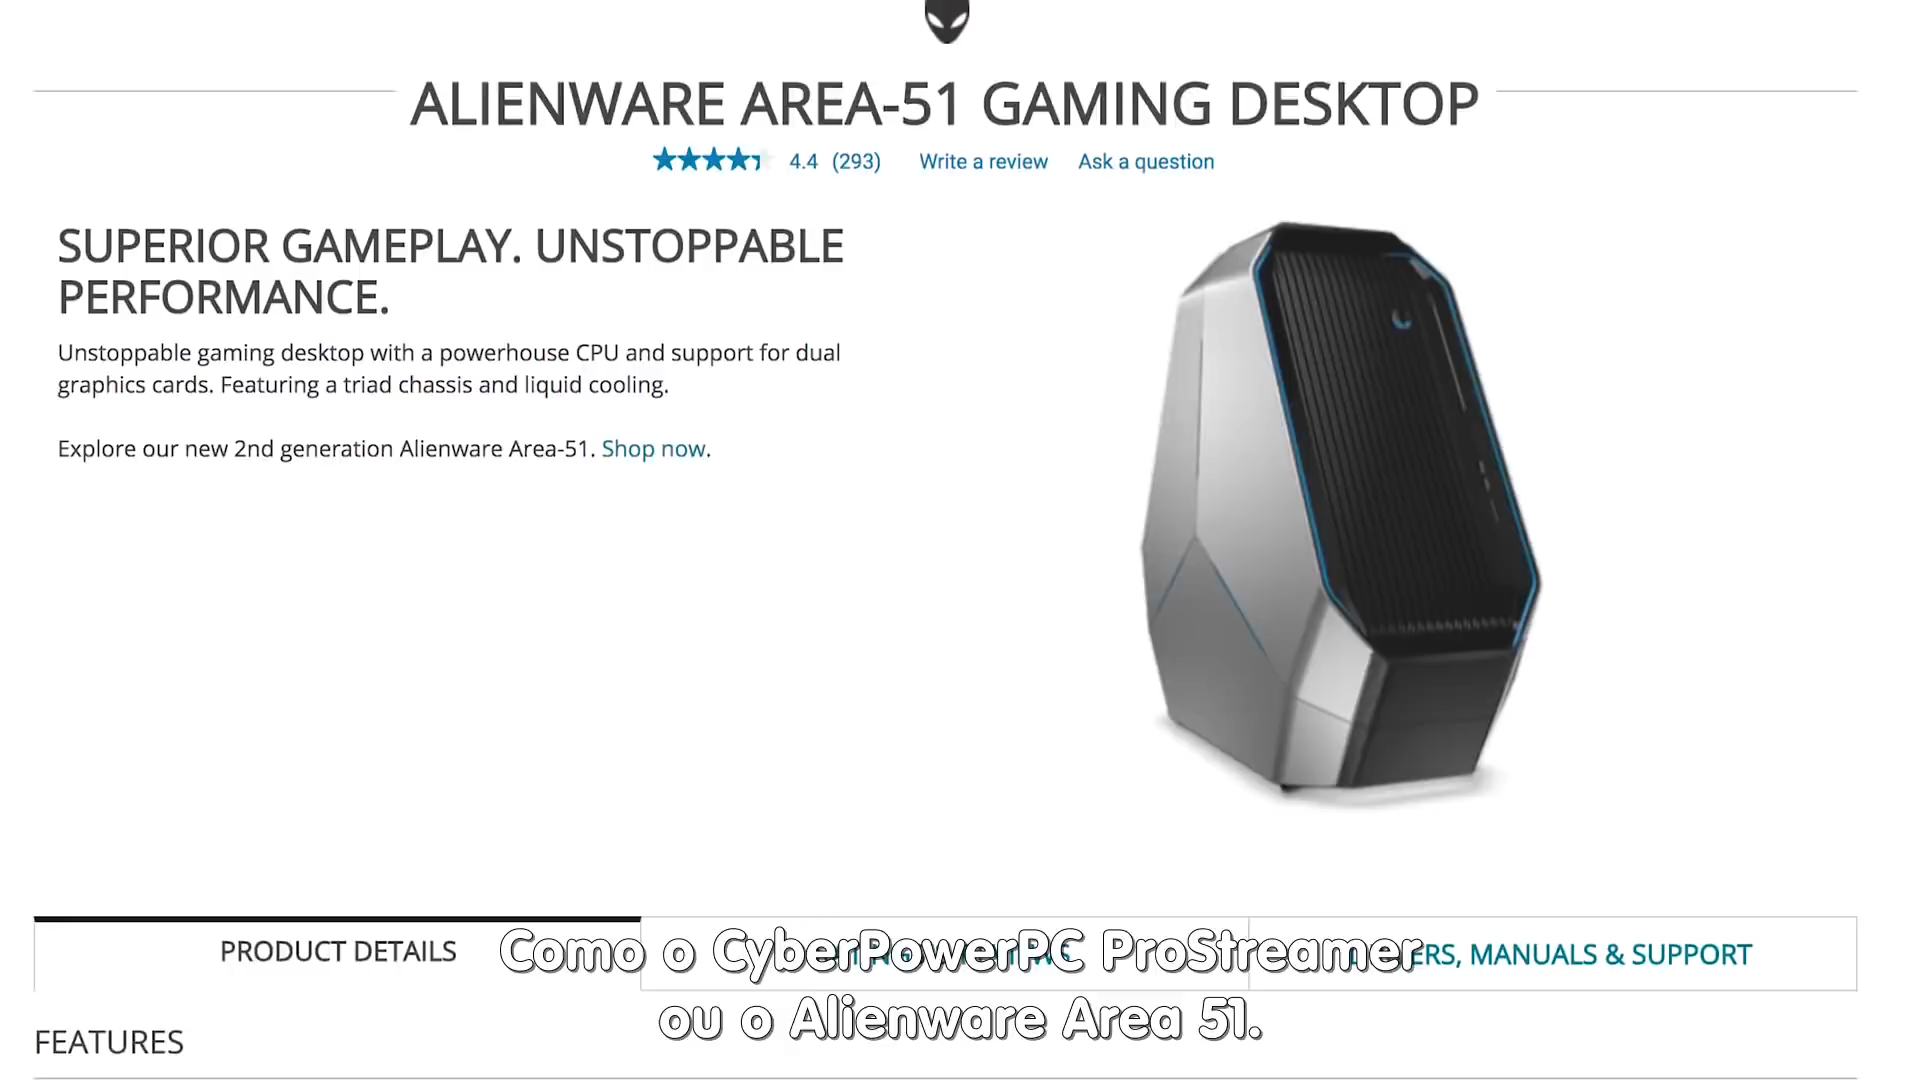 ALIENWARE AREA-51 GAMING DESKTOP
4.4 (293) Write a review Ask a question
SUPERIOR GAMEPLAY. UNSTOPPABLE
PERFORMANCE.
Unstoppable gaming desktop with a powerhouse CPU and support for dual
graphics cards. Featuring a triad chassis and liquid cooling.
Explore our new 2nd generation Alienware Area-51. Shop now.
PRODUCT DETAILS
MANUALS & SUPPORT
Como o CyberPowerPC ProStreamer
ou o Alienware Area 51.
FEATURES